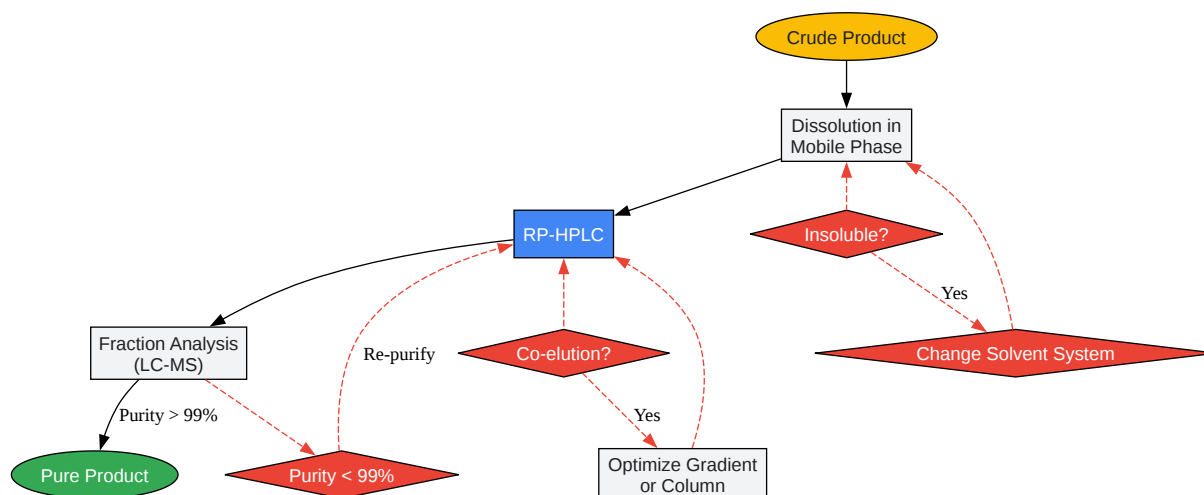 Crude Product
Dissolution in
Mobile Phase
RP-HPLC
Insoluble?
Yes
Fraction Analysis
(LC-MS)
Re-purify
Co-elution?
Change Solvent System
Purity > 99%
Yes
Pure Product
Purity < 99%
Optimize Gradient
or Column